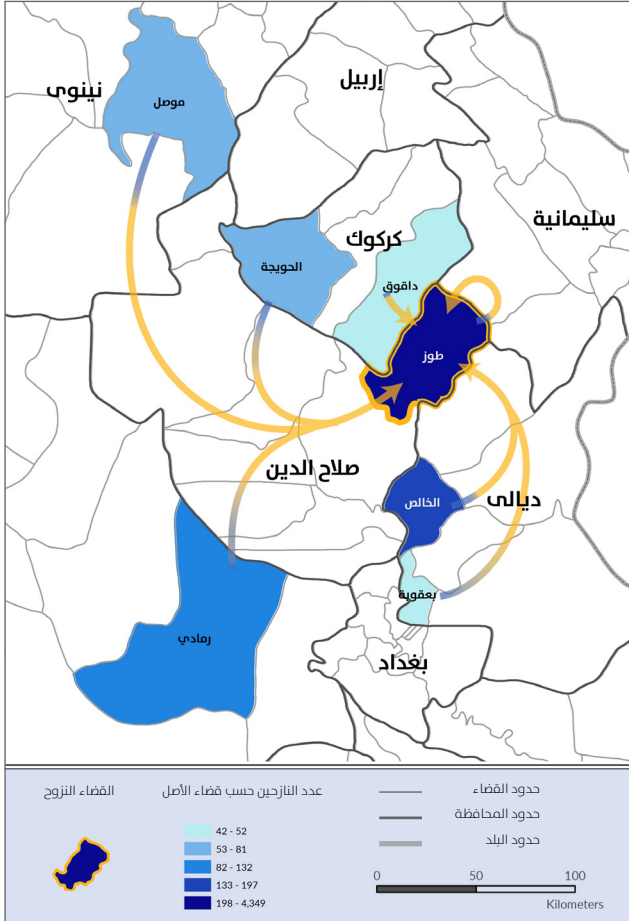 نينوى
موصل
إربيل
سليمانية
كركوك
الحويجة
داقوق
طوز
صلاح الدين
الخالص
ديالى
بعقوبة
رمادي
بغداد
القضاء النزوح
عدد النازحين حسب قضاء الأصل
42 - 52
53 - 81
82 - 132
133 - 197
198 - 4,349
حدود القضاء
حدود المحافظة
حدود البلد
0 50 100
Kilometers